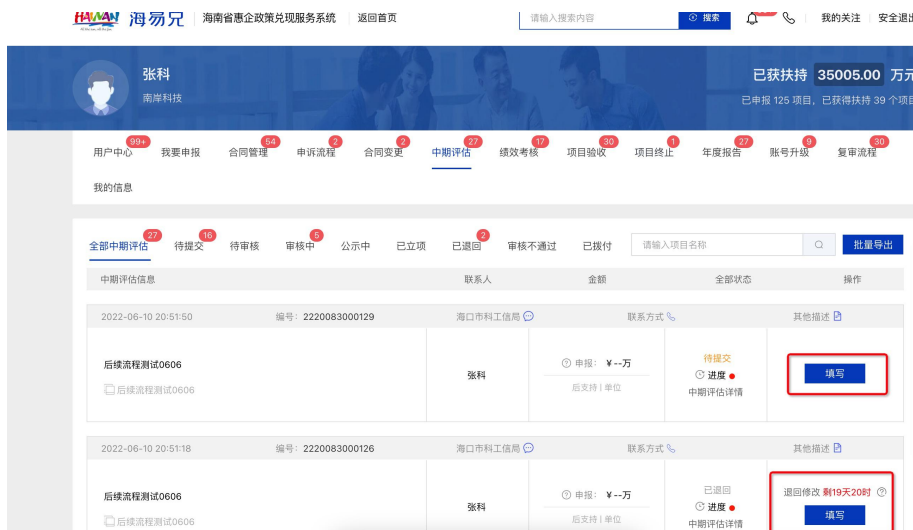 HAINAN 海易兑 海南省惠企政策兑现服务系统 返回首页 请输入搜索内容 搜索 我的关注 安全退出
张科
南岸科技
已获扶持 35005.00 万元
已申报 125 项目，已获得扶持 39 个项目
99+ 54 2 2 27 17 30 1 27 9 30
用户中心 我要申报 合同管理 申诉流程 合同变更 中期评估 绩效考核 项目验收 项目终止 年度报告 账号升级 复审流程
我的信息
27 16 5 2
全部中期评估 待提交 待审核 审核中 公示中 已立项 已退回 审核不通过 已拨付 请输入项目名称 批量导出
中期评估信息 联系人 金额 全部状态 操作
2022-06-10 20:51:50 编号：2220083000129 海口市科工信局 联系方式 其他描述
后续流程测试0606
后续流程测试0606
张科
申报： ¥--万
后支持 | 单位
待提交
进度
中期评估详情
填写
2022-06-10 20:51:18 编号：2220083000126 海口市科工信局 联系方式 其他描述
后续流程测试0606
后续流程测试0606
张科
申报： ¥--万
后支持 | 单位
已退回
进度
中期评估详情
退回修改 剩19天20时
填写